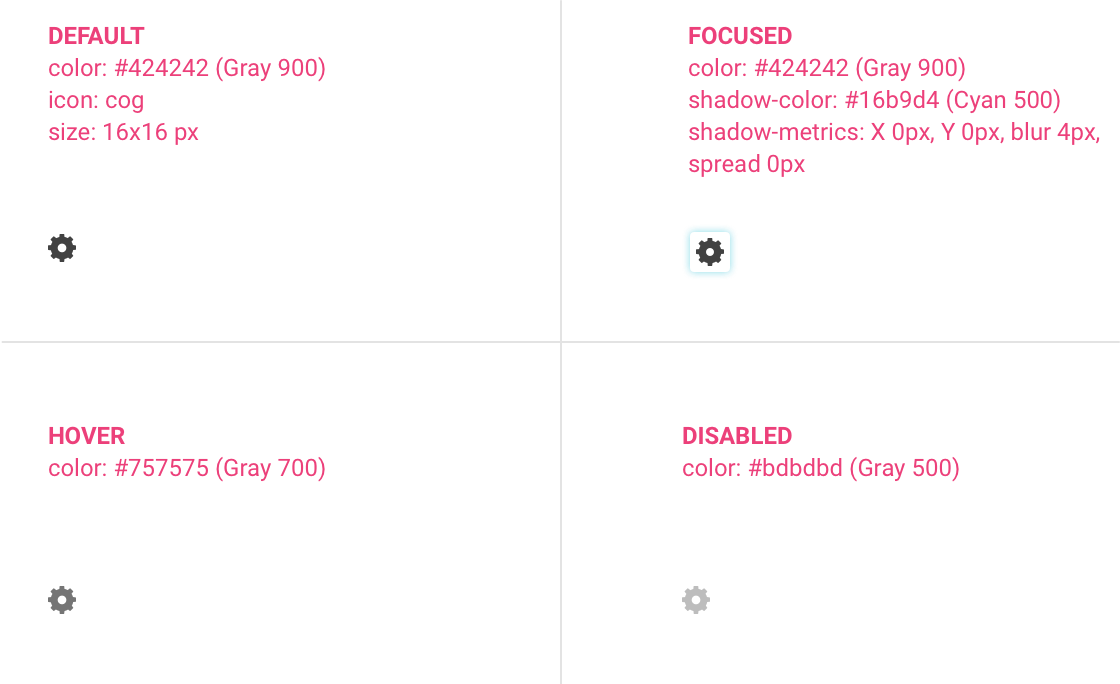 DEFAULT
color: #424242 (Gray 900)
icon: cog
size: 16x16 px
FOCUSED
color: #424242 (Gray 900)
shadow-color: #16b9d4 (Cyan 500)
shadow-metrics: X 0px, Y 0px, blur 4px,
spread 0px
HOVER
color: #757575 (Gray 700)
DISABLED
color: #bdbdbd (Gray 500)